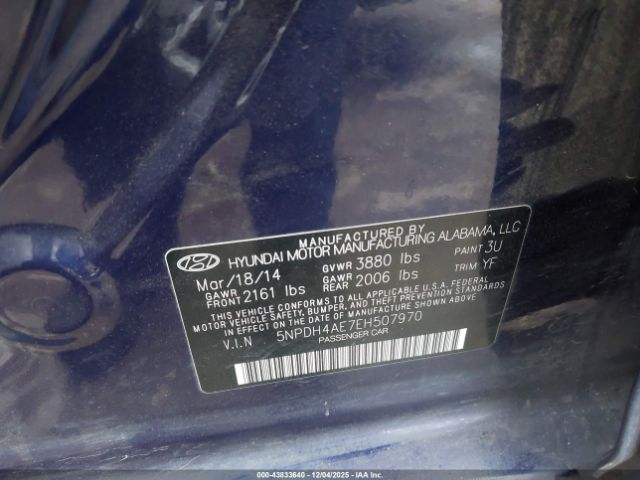 MANUFACTURED BY
HYUNDAI MOTOR MANUFACTURING ALABAMA, LLC
Mar/18/14 GVWR 3880 lbs PAINT 3U
GAWR FRONT 2161 lbs GAWR REAR 2006 lbs TRIM YF
THIS VEHICLE CONFORMS TO ALL APPLICABLE FEDERAL
MOTOR VEHICLE SAFETY, BUMPER, AND THEFT PREVENTION STANDARDS
IN EFFECT ON THE DATE OF MANUFACTURE SHOWN ABOVE.
V.I.N 5NPDH4AE7EH507970
PASSENGER CAR
000-43833640 - 12/04/2025 - IAA, Inc.